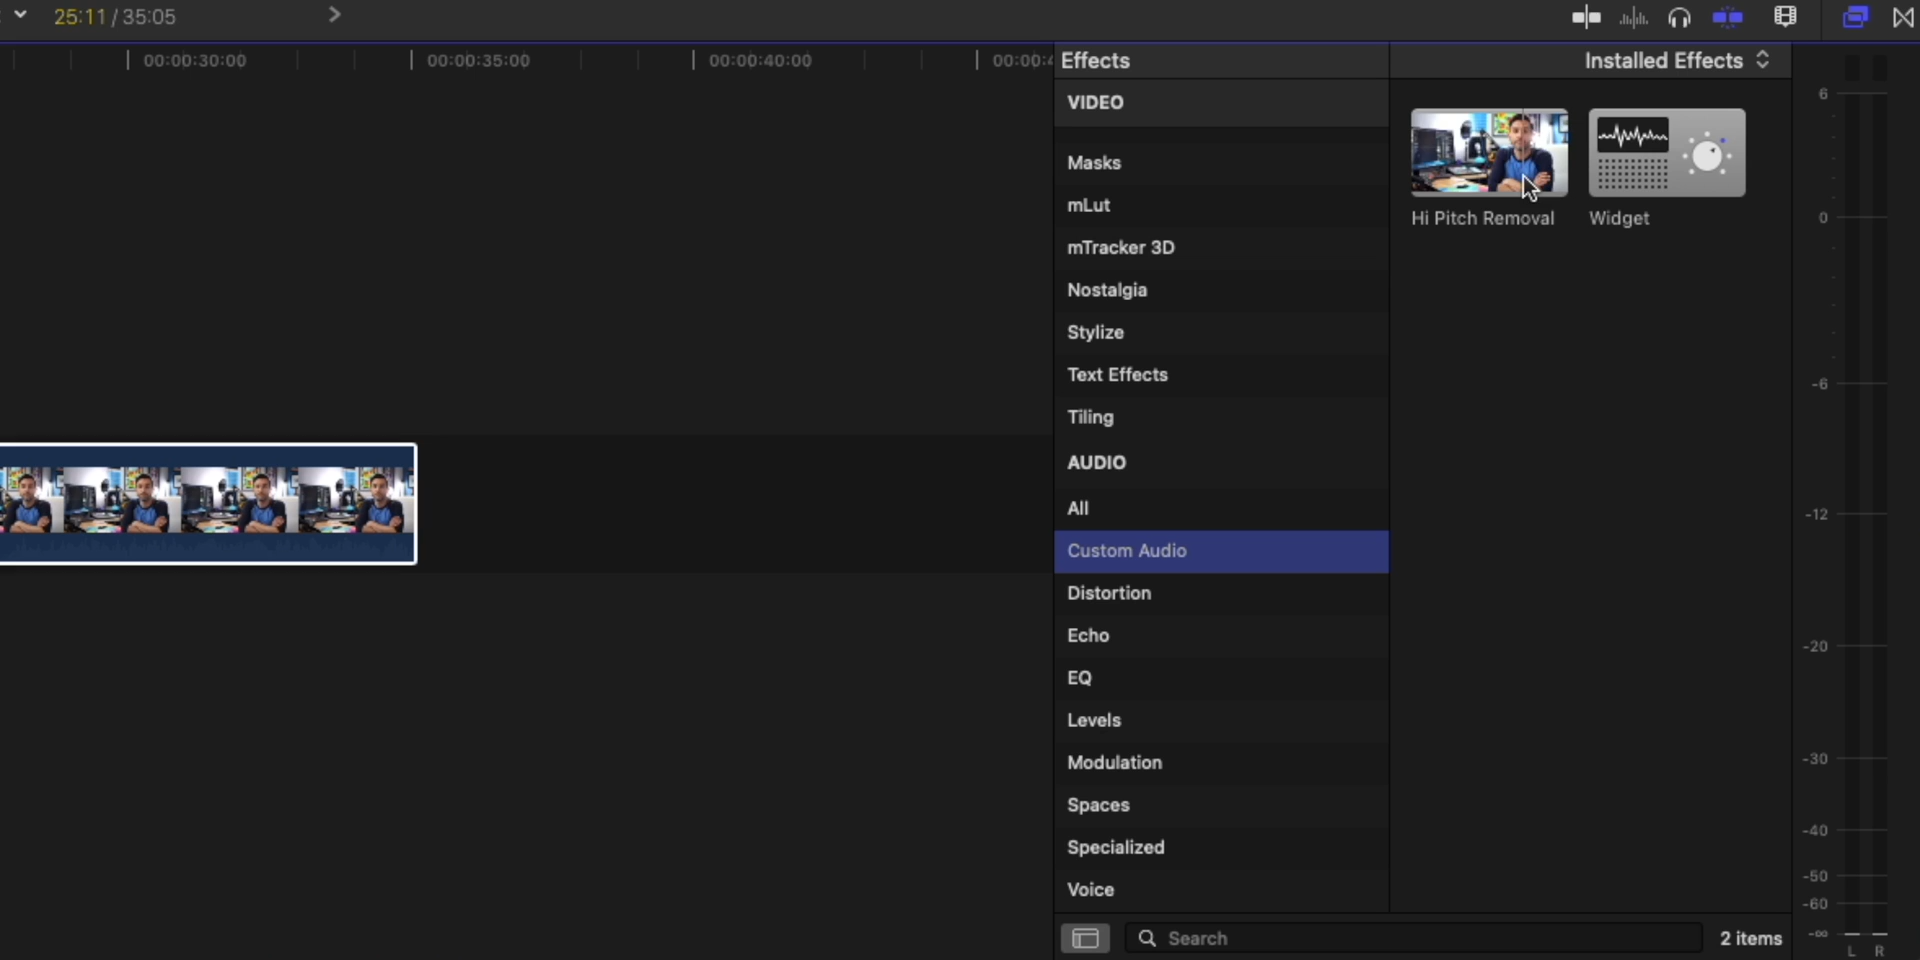 25:11 / 35:05
00:00:30:00
00:00:35:00
00:00:40:00
00:00:4
Effects
Installed Effects
VIDEO
Masks
mLut
mTracker 3D
Nostalgia
Stylize
Text Effects
Tiling
AUDIO
All
Custom Audio
Distortion
Echo
EQ
Levels
Modulation
Spaces
Specialized
Voice
Hi Pitch Removal
Widget
Search
2 items
6
0
-6
-12
-20
-30
-40
-50
-60
-∞
L R